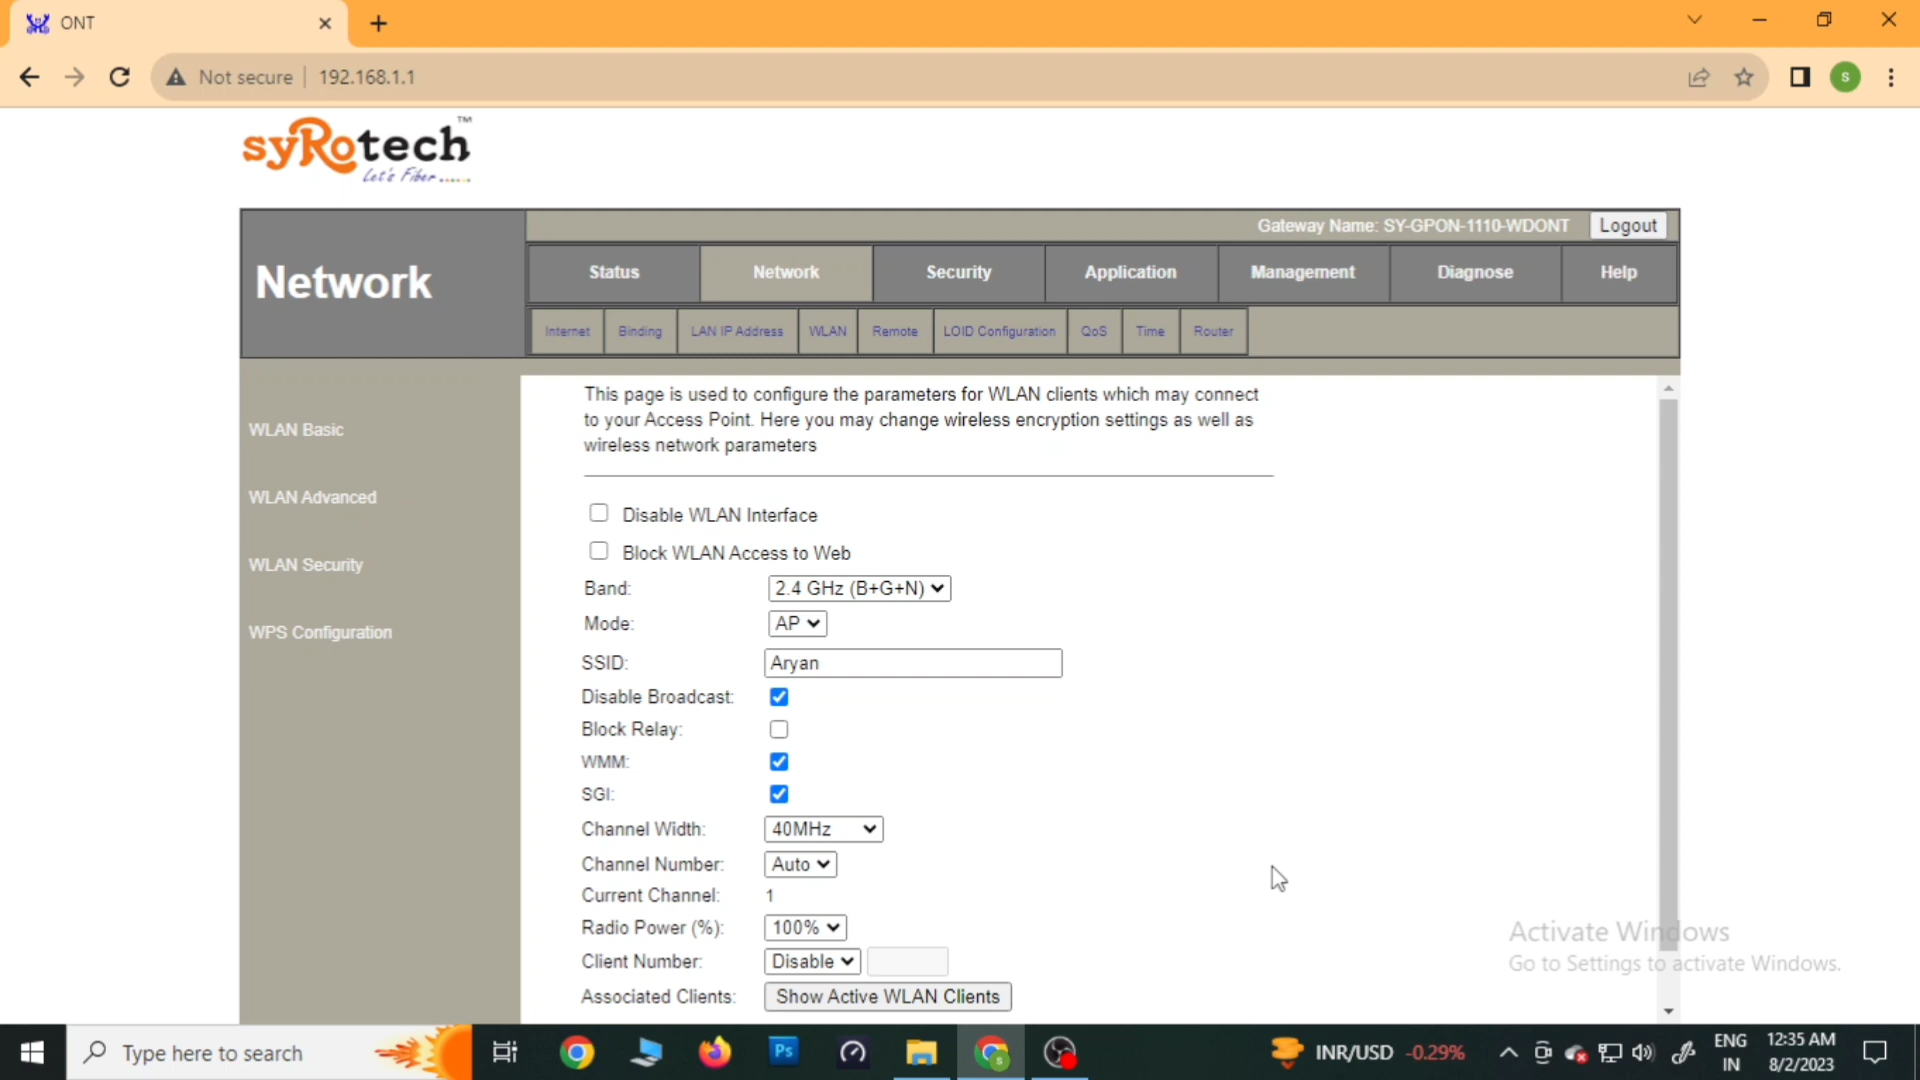 ONT
Not secure
192.168.1.1
S
syRotech™
Let's Fiber......
Gateway Name: SY-GPON-1110-WDONT
Logout
Network
Status
Network
Security
Application
Management
Diagnose
Help
Internet
Binding
LAN IP Address
WLAN
Remote
LOID Configuration
QoS
Time
Router
WLAN Basic
WLAN Advanced
WLAN Security
WPS Configuration
This page is used to configure the parameters for WLAN clients which may connect
to your Access Point. Here you may change wireless encryption settings as well as
wireless network parameters
Disable WLAN Interface
Block WLAN Access to Web
Band: 2.4 GHz (B+G+N)
Mode: AP
SSID: Aryan
Disable Broadcast:
Block Relay:
WMM:
SGI:
Channel Width: 40MHz
Channel Number: Auto
Current Channel: 1
Radio Power (%): 100%
Client Number: Disable
Associated Clients: Show Active WLAN Clients
Activate Windows
Go to Settings to activate Windows.
Type here to search
Ps
INR/USD -0.29%
ENG
IN
12:35 AM
8/2/2023